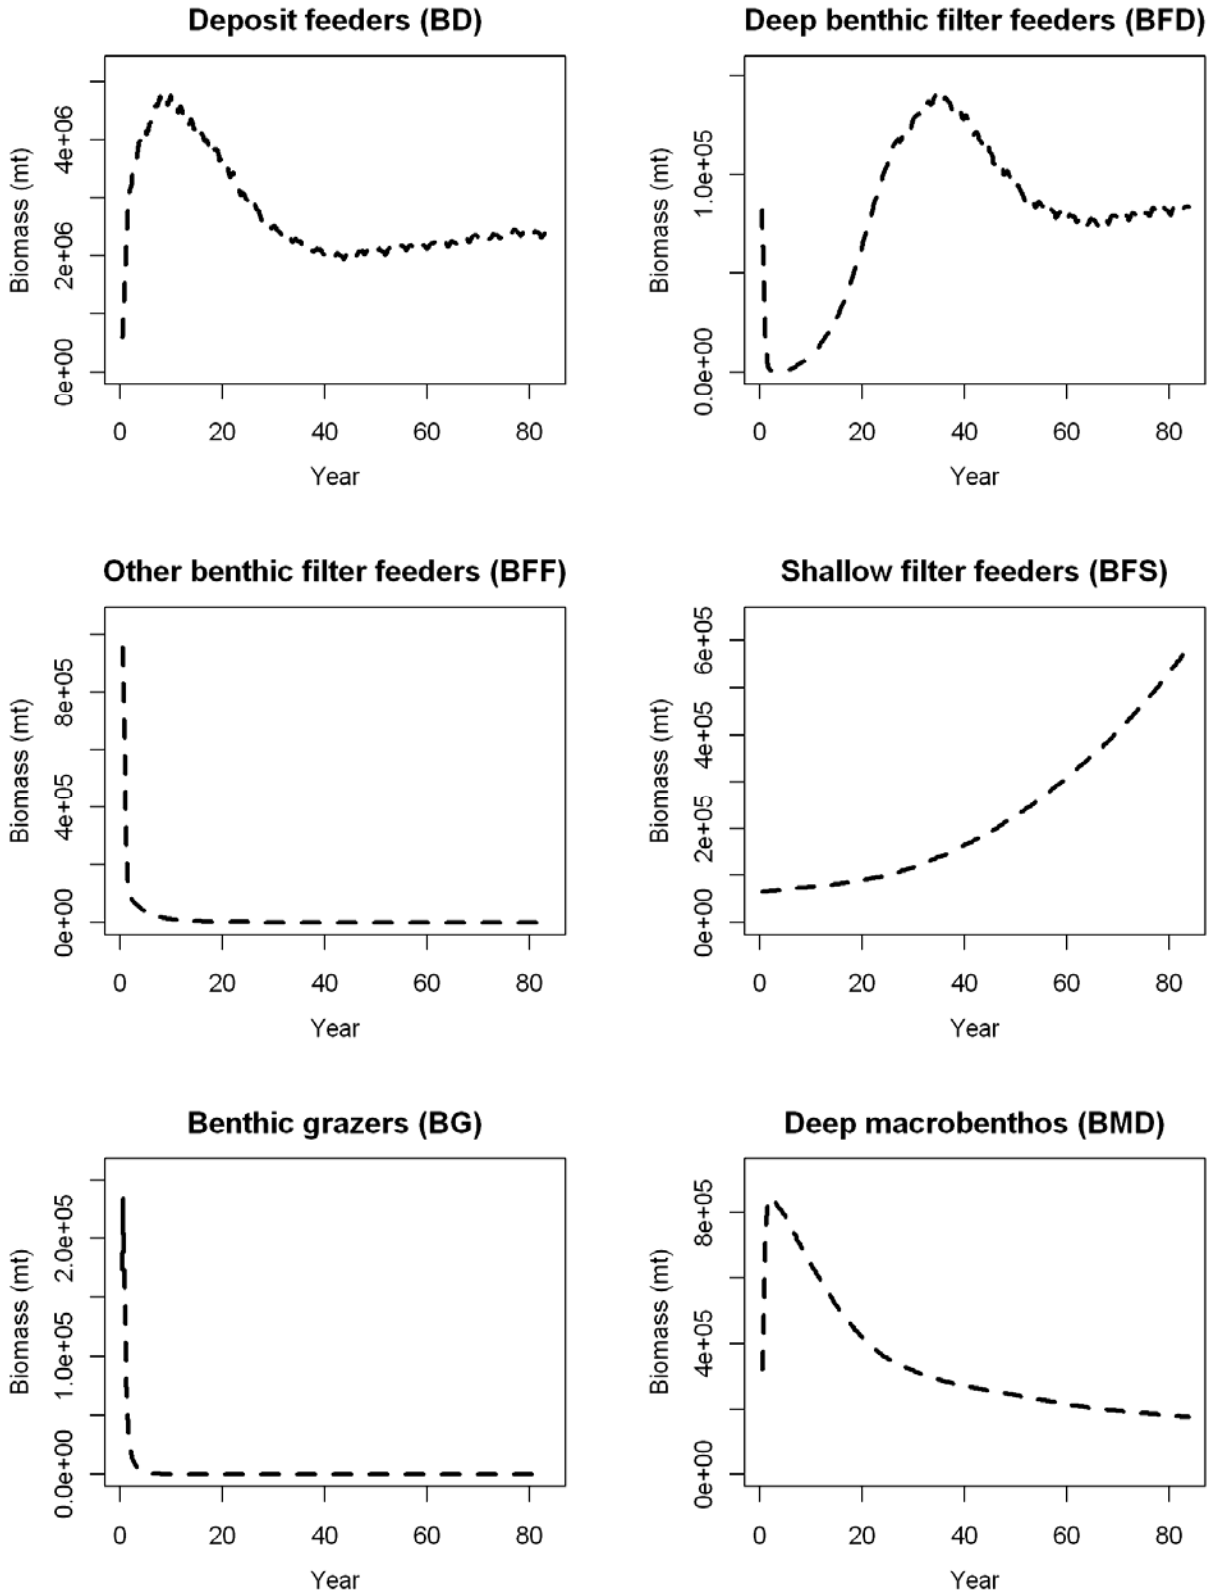 Deposit feeders (BD)
Biomass (mt)
0e+00 2e+06 4e+06
0 20 40 60 80
Year
Deep benthic filter feeders (BFD)
Biomass (mt)
0.0e+00 1.0e+05
0 20 40 60 80
Year
Other benthic filter feeders (BFF)
Biomass (mt)
0e+00 4e+05 8e+05
0 20 40 60 80
Year
Shallow filter feeders (BFS)
Biomass (mt)
0e+00 2e+05 4e+05 6e+05
0 20 40 60 80
Year
Benthic grazers (BG)
Biomass (mt)
0.0e+00 1.0e+05 2.0e+05
0 20 40 60 80
Year
Deep macrobenthos (BMD)
Biomass (mt)
0e+00 4e+05 8e+05
0 20 40 60 80
Year